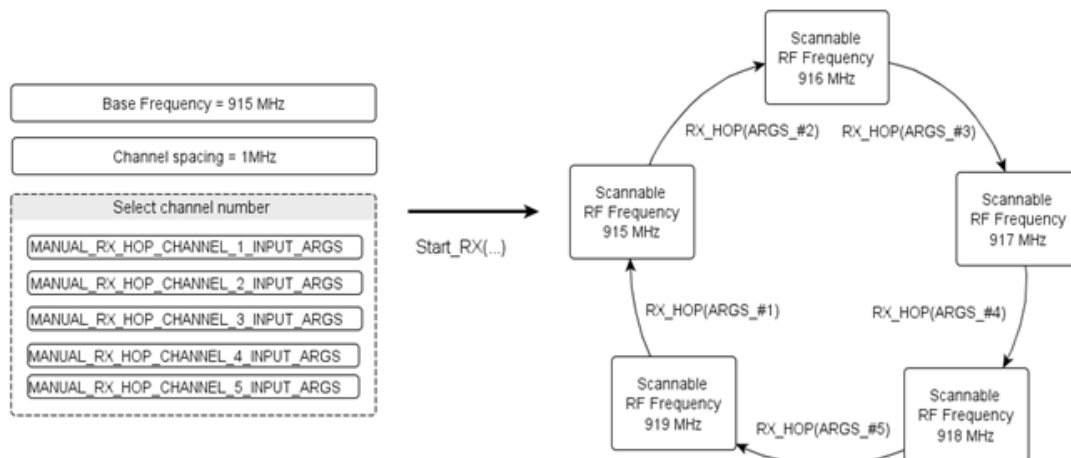 Base Frequency = 915 MHz
Channel spacing = 1MHz
Select channel number
MANUAL_RX_HOP_CHANNEL_1_INPUT_ARGS
MANUAL_RX_HOP_CHANNEL_2_INPUT_ARGS
MANUAL_RX_HOP_CHANNEL_3_INPUT_ARGS
MANUAL_RX_HOP_CHANNEL_4_INPUT_ARGS
MANUAL_RX_HOP_CHANNEL_5_INPUT_ARGS
Start_RX(...)
Scannable
RF Frequency
916 MHz
RX_HOP(ARGS_#2)
RX_HOP(ARGS_#3)
Scannable
RF Frequency
915 MHz
Scannable
RF Frequency
917 MHz
RX_HOP(ARGS_#1)
RX_HOP(ARGS_#4)
Scannable
RF Frequency
919 MHz
RX_HOP(ARGS_#5)
Scannable
RF Frequency
918 MHz